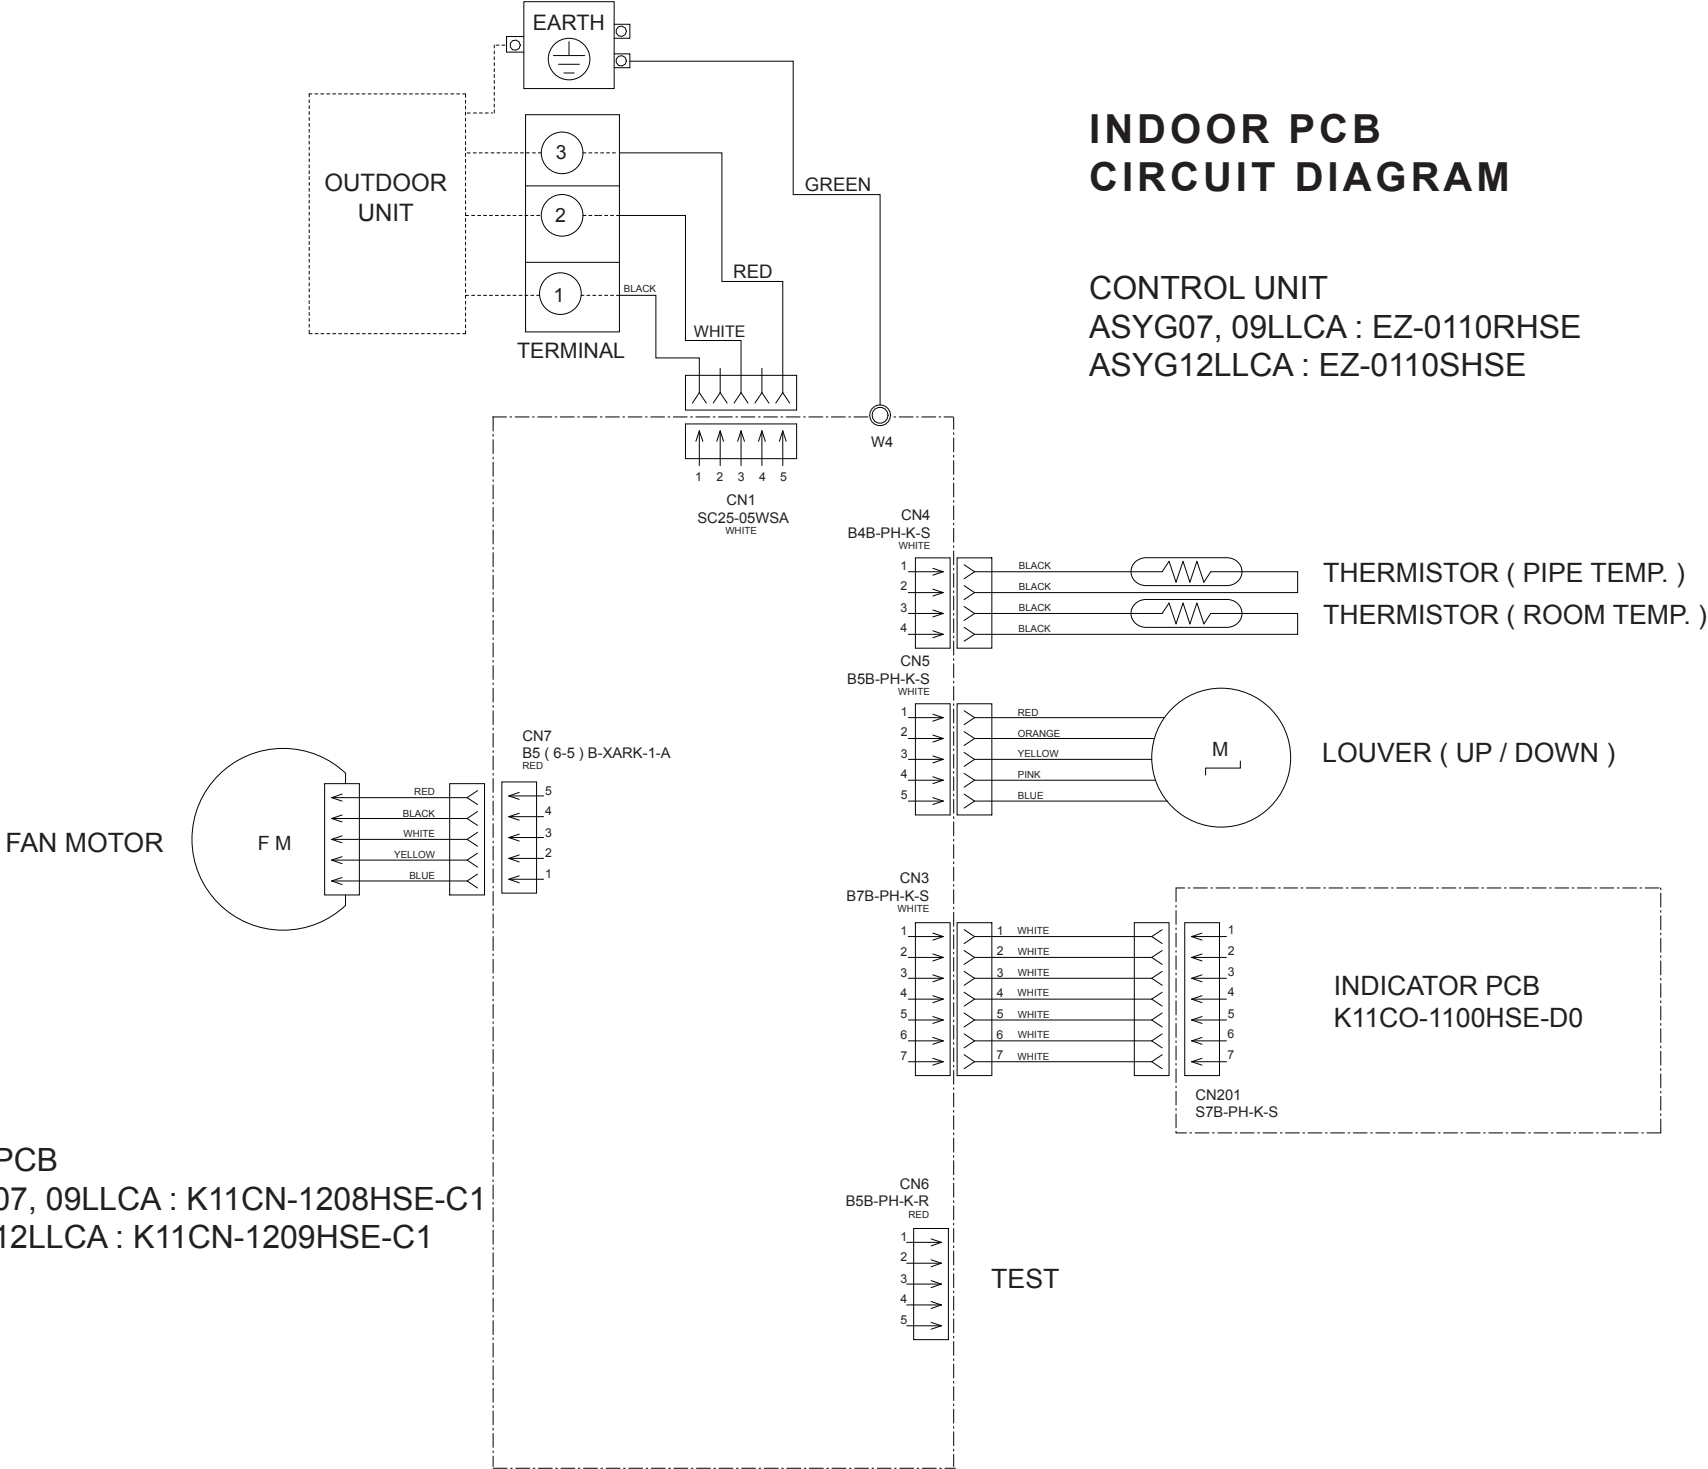 EARTH
INDOOR PCB
CIRCUIT DIAGRAM
3
OUTDOOR
UNIT
GREEN
2
RED
1
BLACK
CONTROL UNIT
ASYG07, 09LLCA : EZ-0110RHSE
ASYG12LLCA : EZ-0110SHSE
WHITE
TERMINAL
W4
1 2 3 4 5
CN1
SC25-05WSA
WHITE
CN4
B4B-PH-K-S
WHITE
1 BLACK
2 BLACK
3 BLACK
4 BLACK
THERMISTOR ( PIPE TEMP. )
THERMISTOR ( ROOM TEMP. )
CN5
B5B-PH-K-S
WHITE
1 RED
2 ORANGE
3 YELLOW
4 PINK
5 BLUE
M
LOUVER ( UP / DOWN )
CN7
B5 ( 6-5 ) B-XARK-1-A
RED
FAN MOTOR
F M
RED 5
BLACK 4
WHITE 3
YELLOW 2
BLUE 1
CN3
B7B-PH-K-S
WHITE
1 1 WHITE 1
2 2 WHITE 2
3 3 WHITE 3
4 4 WHITE 4
5 5 WHITE 5
6 6 WHITE 6
7 7 WHITE 7
INDICATOR PCB
K11CO-1100HSE-D0
CN201
S7B-PH-K-S
PCB
07, 09LLCA : K11CN-1208HSE-C1
12LLCA : K11CN-1209HSE-C1
CN6
B5B-PH-K-R
RED
1
2
3
4
5
TEST